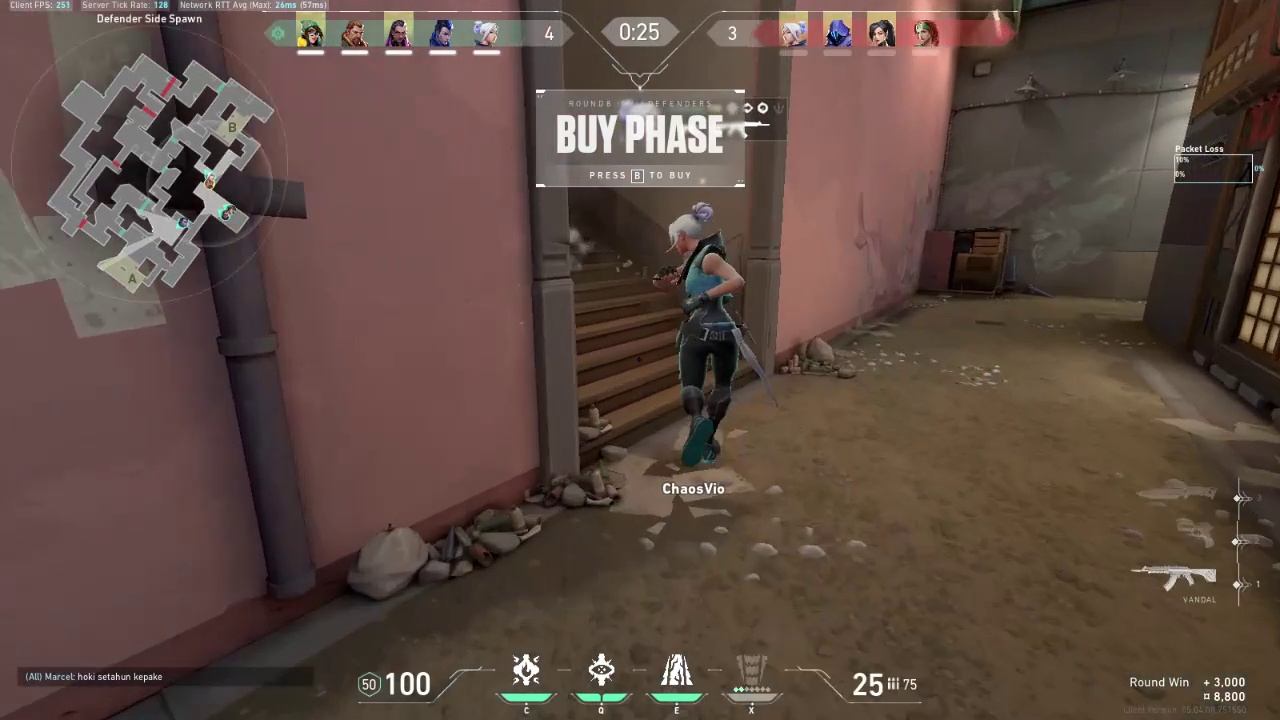 Client FPS: 251 Server Tick Rate: 128 Network RTT Avg (Max): 26ms (57ms)
Defender Side Spawn
4
0:25
3
DEFENDERS
BUY PHASE
PRESS B TO BUY
Packet Loss
10%
0%
0%
B
A
ChaosVio
VANDAL
1
(All) Marcel: hoki setahun kepake
50 100
C
Q
E
X
25 75
Round Win + 3,000
¤ 8,800